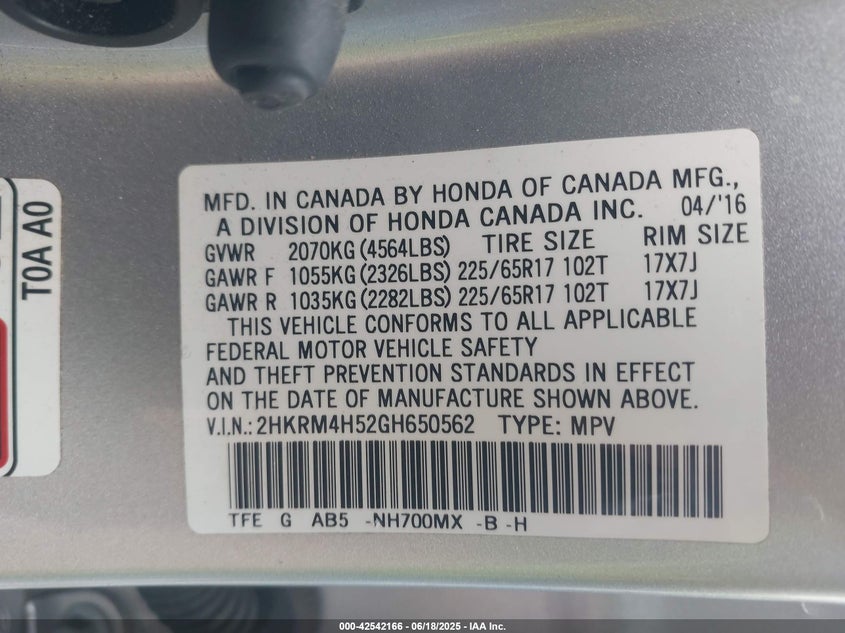 MFD. IN CANADA BY HONDA OF CANADA MFG.,
A DIVISION OF HONDA CANADA INC. 04/'16
GVWR 2070KG (4564LBS) TIRE SIZE RIM SIZE
GAWR F 1055KG (2326LBS) 225/65R17 102T 17X7J
GAWR R 1035KG (2282LBS) 225/65R17 102T 17X7J
THIS VEHICLE CONFORMS TO ALL APPLICABLE
FEDERAL MOTOR VEHICLE SAFETY
AND THEFT PREVENTION STANDARDS IN EFFECT
ON THE DATE OF MANUFACTURE SHOWN ABOVE.
V.I.N.: 2HKRM4H52GH650562 TYPE: MPV
TFE G AB5 -NH700MX -B -H
T0A A0
000-42542166 - 06/18/2025 - IAA Inc.